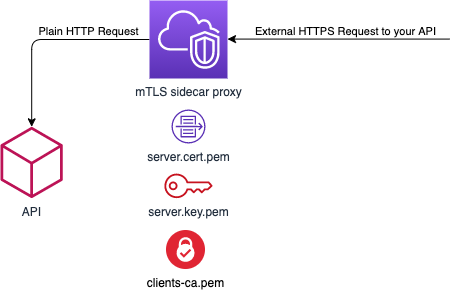 Plain HTTP Request
External HTTPS Request to your API
mTLS sidecar proxy
server.cert.pem
server.key.pem
API
clients-ca.pem